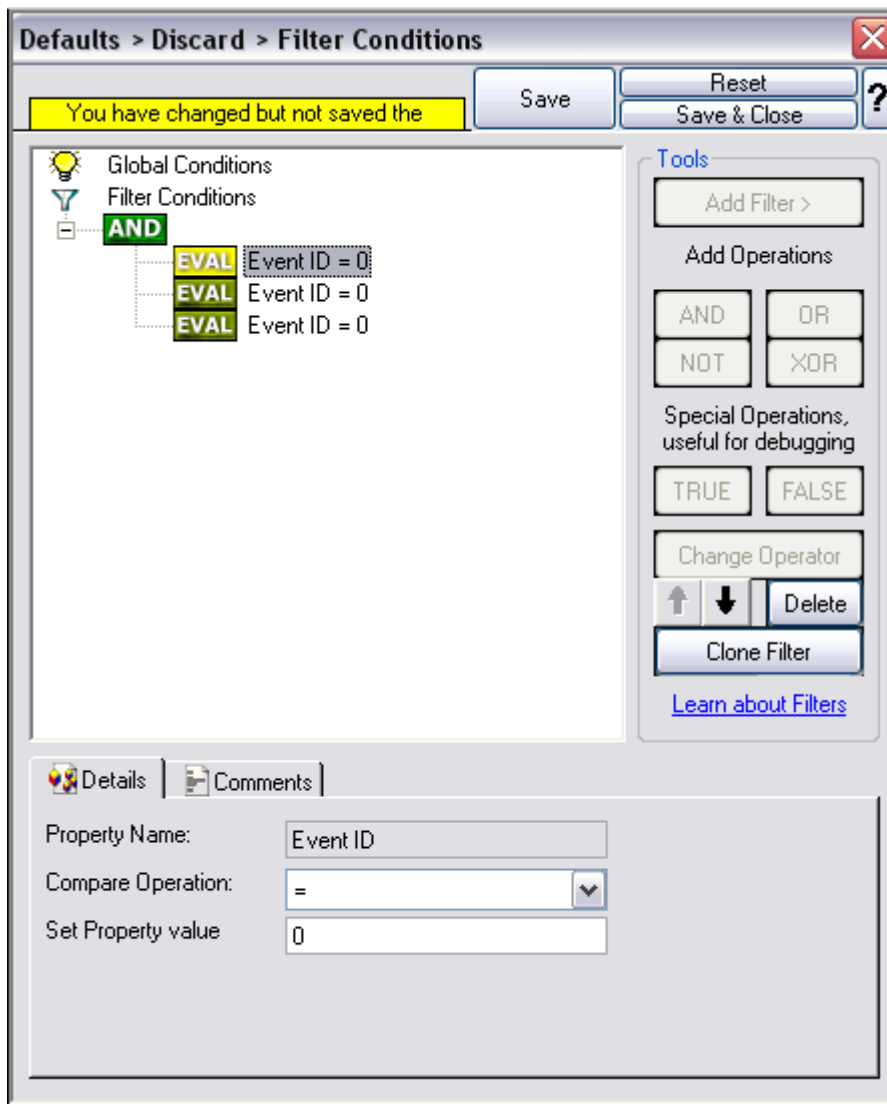 Defaults > Discard > Filter Conditions
You have changed but not saved the
Save
Reset
Save & Close
?
Global Conditions
Filter Conditions
AND
EVAL Event ID = 0
EVAL Event ID = 0
EVAL Event ID = 0
Tools
Add Filter >
Add Operations
AND OR
NOT XOR
Special Operations,
useful for debugging
TRUE FALSE
Change Operator
Delete
Clone Filter
Learn about Filters
Details Comments
Property Name: Event ID
Compare Operation: =
Set Property value 0